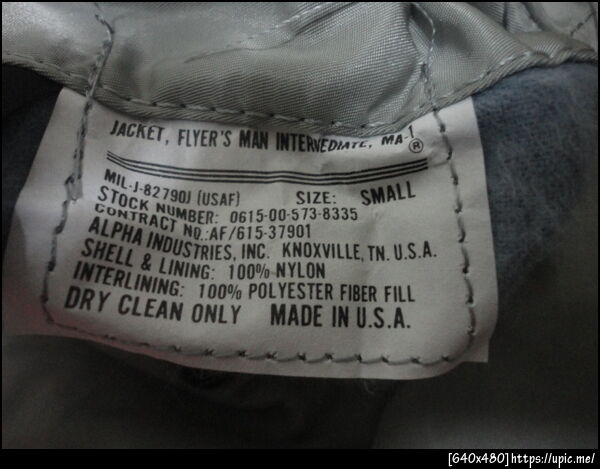 JACKET, FLYER'S MAN INTERMEDIATE, MA-1 ®
MIL-J-82790J (USAF) SIZE: SMALL
STOCK NUMBER: 0615-00-573-8335
CONTRACT NO.:AF/615-37901
ALPHA INDUSTRIES, INC. KNOXVILLE, TN. U.S.A.
SHELL & LINING: 100% NYLON
INTERLINING: 100% POLYESTER FIBER FILL
DRY CLEAN ONLY MADE IN U.S.A.
[640x480]https://upic.me/